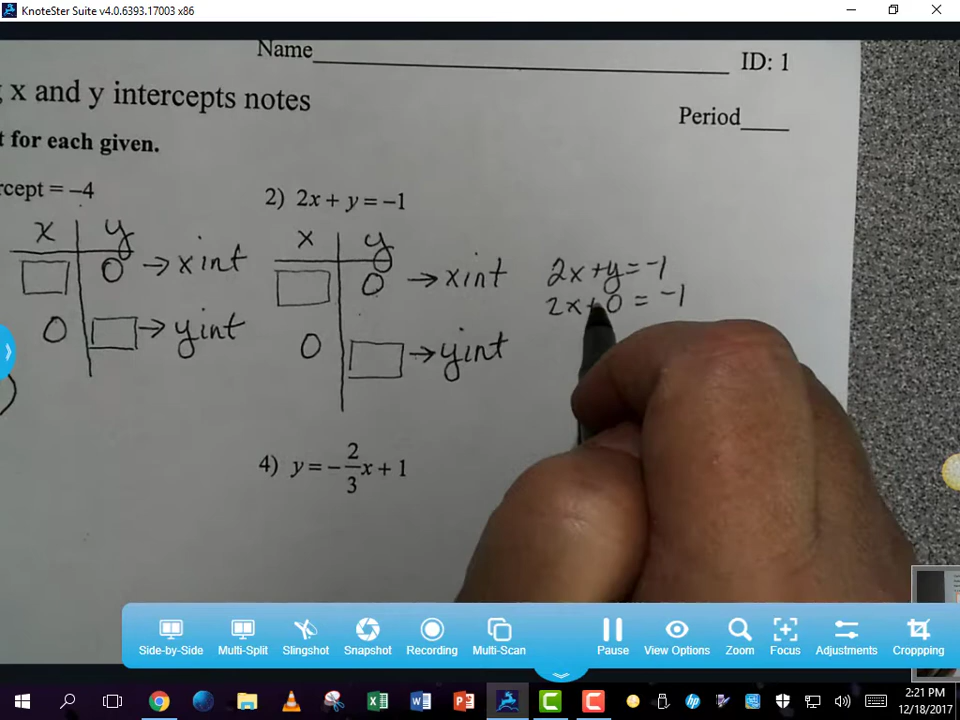 KnoteSter Suite v4.0.6393.17003 x86
Name
ID: 1
x and y intercepts notes
Period
t for each given.
rcept = –4
2) 2x + y = –1
x y
0 → x int
0 → y int
x y
0 → x int
0 → y int
2x+y=-1
2x+0 = -1
4) y = –2/3x + 1
Side-by-Side Multi-Split Slingshot Snapshot Recording Multi-Scan Pause View Options Zoom Focus Adjustments Croppping
2:21 PM
12/18/2017